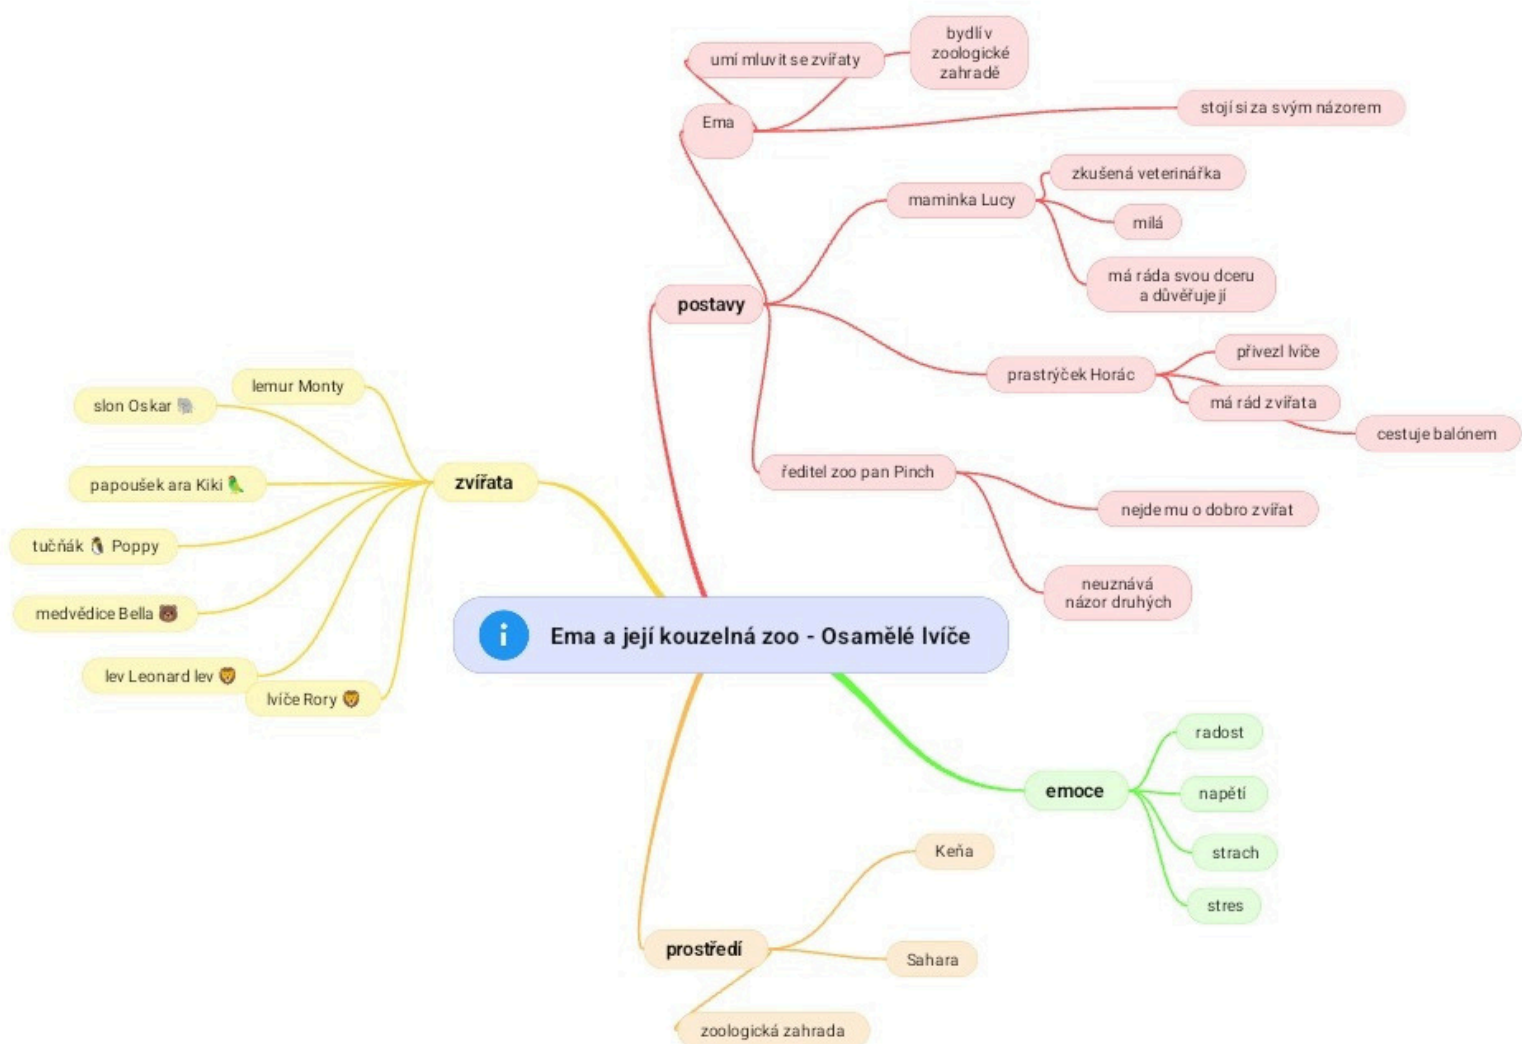 bydlí v
zoologické
zahradě
umí mluvit se zvířaty
Ema
stojí si za svým názorem
zkušená veterinářka
maminka Lucy
milá
má ráda svou dceru
a důvěřuje jí
postavy
přivezl lvíče
prastrýček Horác
má rád zvířata
cestuje balónem
ředitel zoo pan Pinch
nejde mu o dobro zvířat
neuznává
názor druhých
lemur Monty
slon Oskar 🐘
zvířata
papoušek ara Kiki 🦜
tučňák 🐧 Poppy
medvědice Bella 🐻
lev Leonard lev 🦁
lvíče Rory 🦁
Ema a její kouzelná zoo - Osamělé lvíče
radost
emoce
napětí
strach
stres
Keňa
prostředí
Sahara
zoologická zahrada